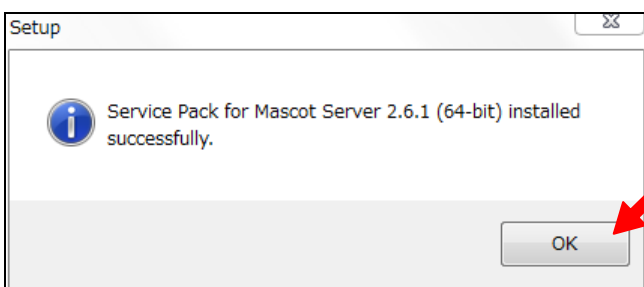 Setup
Service Pack for Mascot Server 2.6.1 (64-bit) installed
successfully.
OK